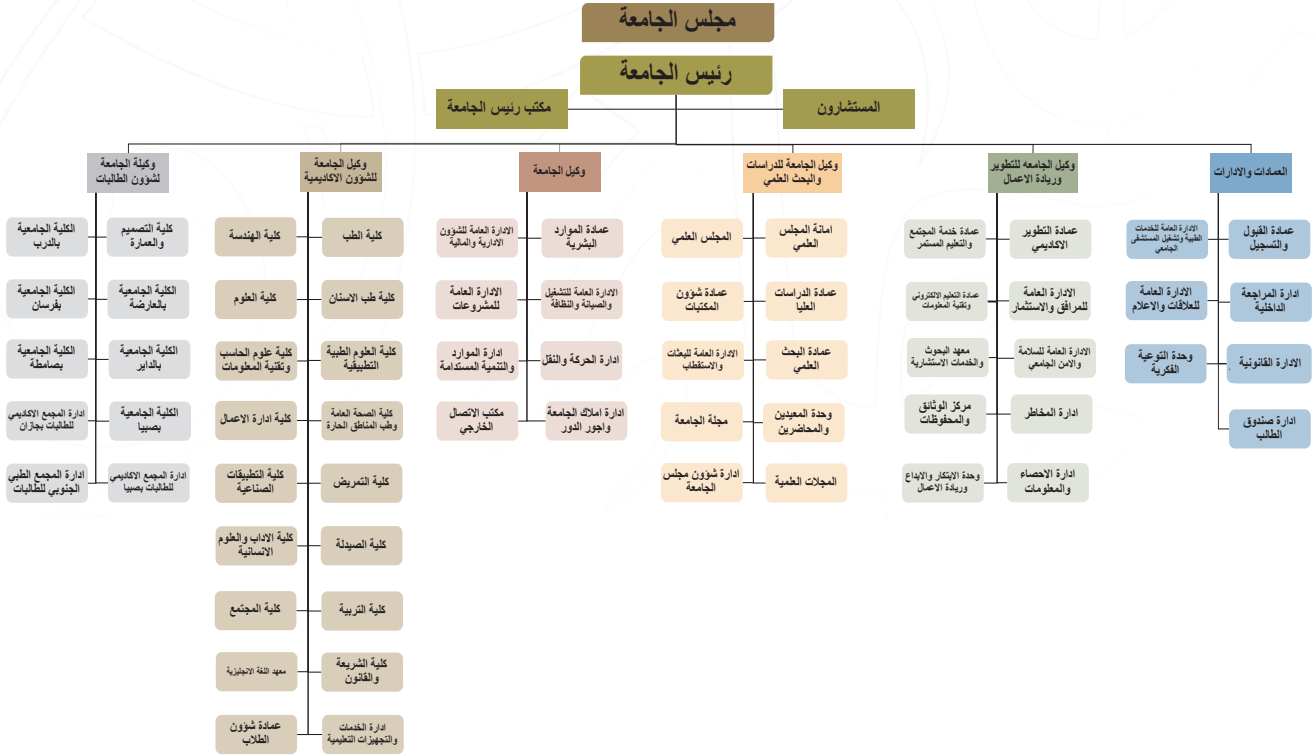 مجلس الجامعة
رئيس الجامعة
المستشارون
مكتب رئيس الجامعة
العمادات والادارات
عمادة القبول
والتسجيل
الادارة العامة للخدمات
الطبية وتشغيل المستشفى
الجامعي
ادارة المراجعة
الداخلية
الادارة العامة
للعلاقات والاعلام
الادارة القانونية
وحدة التوعية
الفكرية
ادارة صندوق
الطالب
وكيل الجامعه للتطوير
وريادة الاعمال
عمادة التطوير
الاكاديمي
عمادة خدمة المجتمع
والتعليم المستمر
الادارة العامة
للمرافق والاستثمار
عمادة التعليم الالكتروني
وتقنية المعلومات
الادارة العامة للسلامة
والامن الجامعي
معهد البحوث
والخدمات الاستشارية
ادارة المخاطر
مركز الوثائق
والمحفوظات
ادارة الاحصاء
والمعلومات
وحدة الابتكار والابداع
وريادة الاعمال
وكيل الجامعة للدراسات
والبحث العلمي
امانة المجلس
العلمي
المجلس العلمي
عمادة الدراسات
العليا
عمادة شؤون
المكتبات
عمادة البحث
العلمي
الادارة العامة للبعثات
والاستقطاب
وحدة المعيدين
والمحاضرين
مجلة الجامعة
المجلات العلمية
ادارة شؤون مجلس
الجامعة
وكيل الجامعة
عمادة الموارد
البشرية
الادارة العامة للشؤون
الادارية والمالية
الادارة العامة للتشغيل
والصيانة والنظافة
الادارة العامة
للمشروعات
ادارة الحركة والنقل
ادارة الموارد
والتنمية المستدامة
ادارة املاك الجامعة
واجور الدور
مكتب الاتصال
الخارجي
وكيل الجامعة
للشؤون الاكاديمية
كلية الطب
كلية الهندسة
كلية طب الاسنان
كلية العلوم
كلية العلوم الطبية
التطبيقية
كلية علوم الحاسب
وتقنية المعلومات
كلية الصحة العامة
وطب المناطق الحارة
كلية ادارة الاعمال
كلية التمريض
كلية التطبيقات
الصناعية
كلية الصيدلة
كلية الاداب والعلوم
الانسانية
كلية التربية
كلية المجتمع
كلية الشريعة
والقانون
معهد اللغة الانجليزية
ادارة الخدمات
والتجهيزات التعليمية
عمادة شؤون
الطلاب
وكيلة الجامعة
لشؤون الطالبات
كلية التصميم
والعمارة
الكلية الجامعية
بالدرب
الكلية الجامعية
بالعارضة
الكلية الجامعية
بفرسان
الكلية الجامعية
بالداير
الكلية الجامعية
بصامطة
الكلية الجامعية
بصبيا
ادارة المجمع الاكاديمي
للطالبات بجازان
ادارة المجمع الاكاديمي
للطالبات بصبيا
ادارة المجمع الطبي
الجنوبي للطالبات